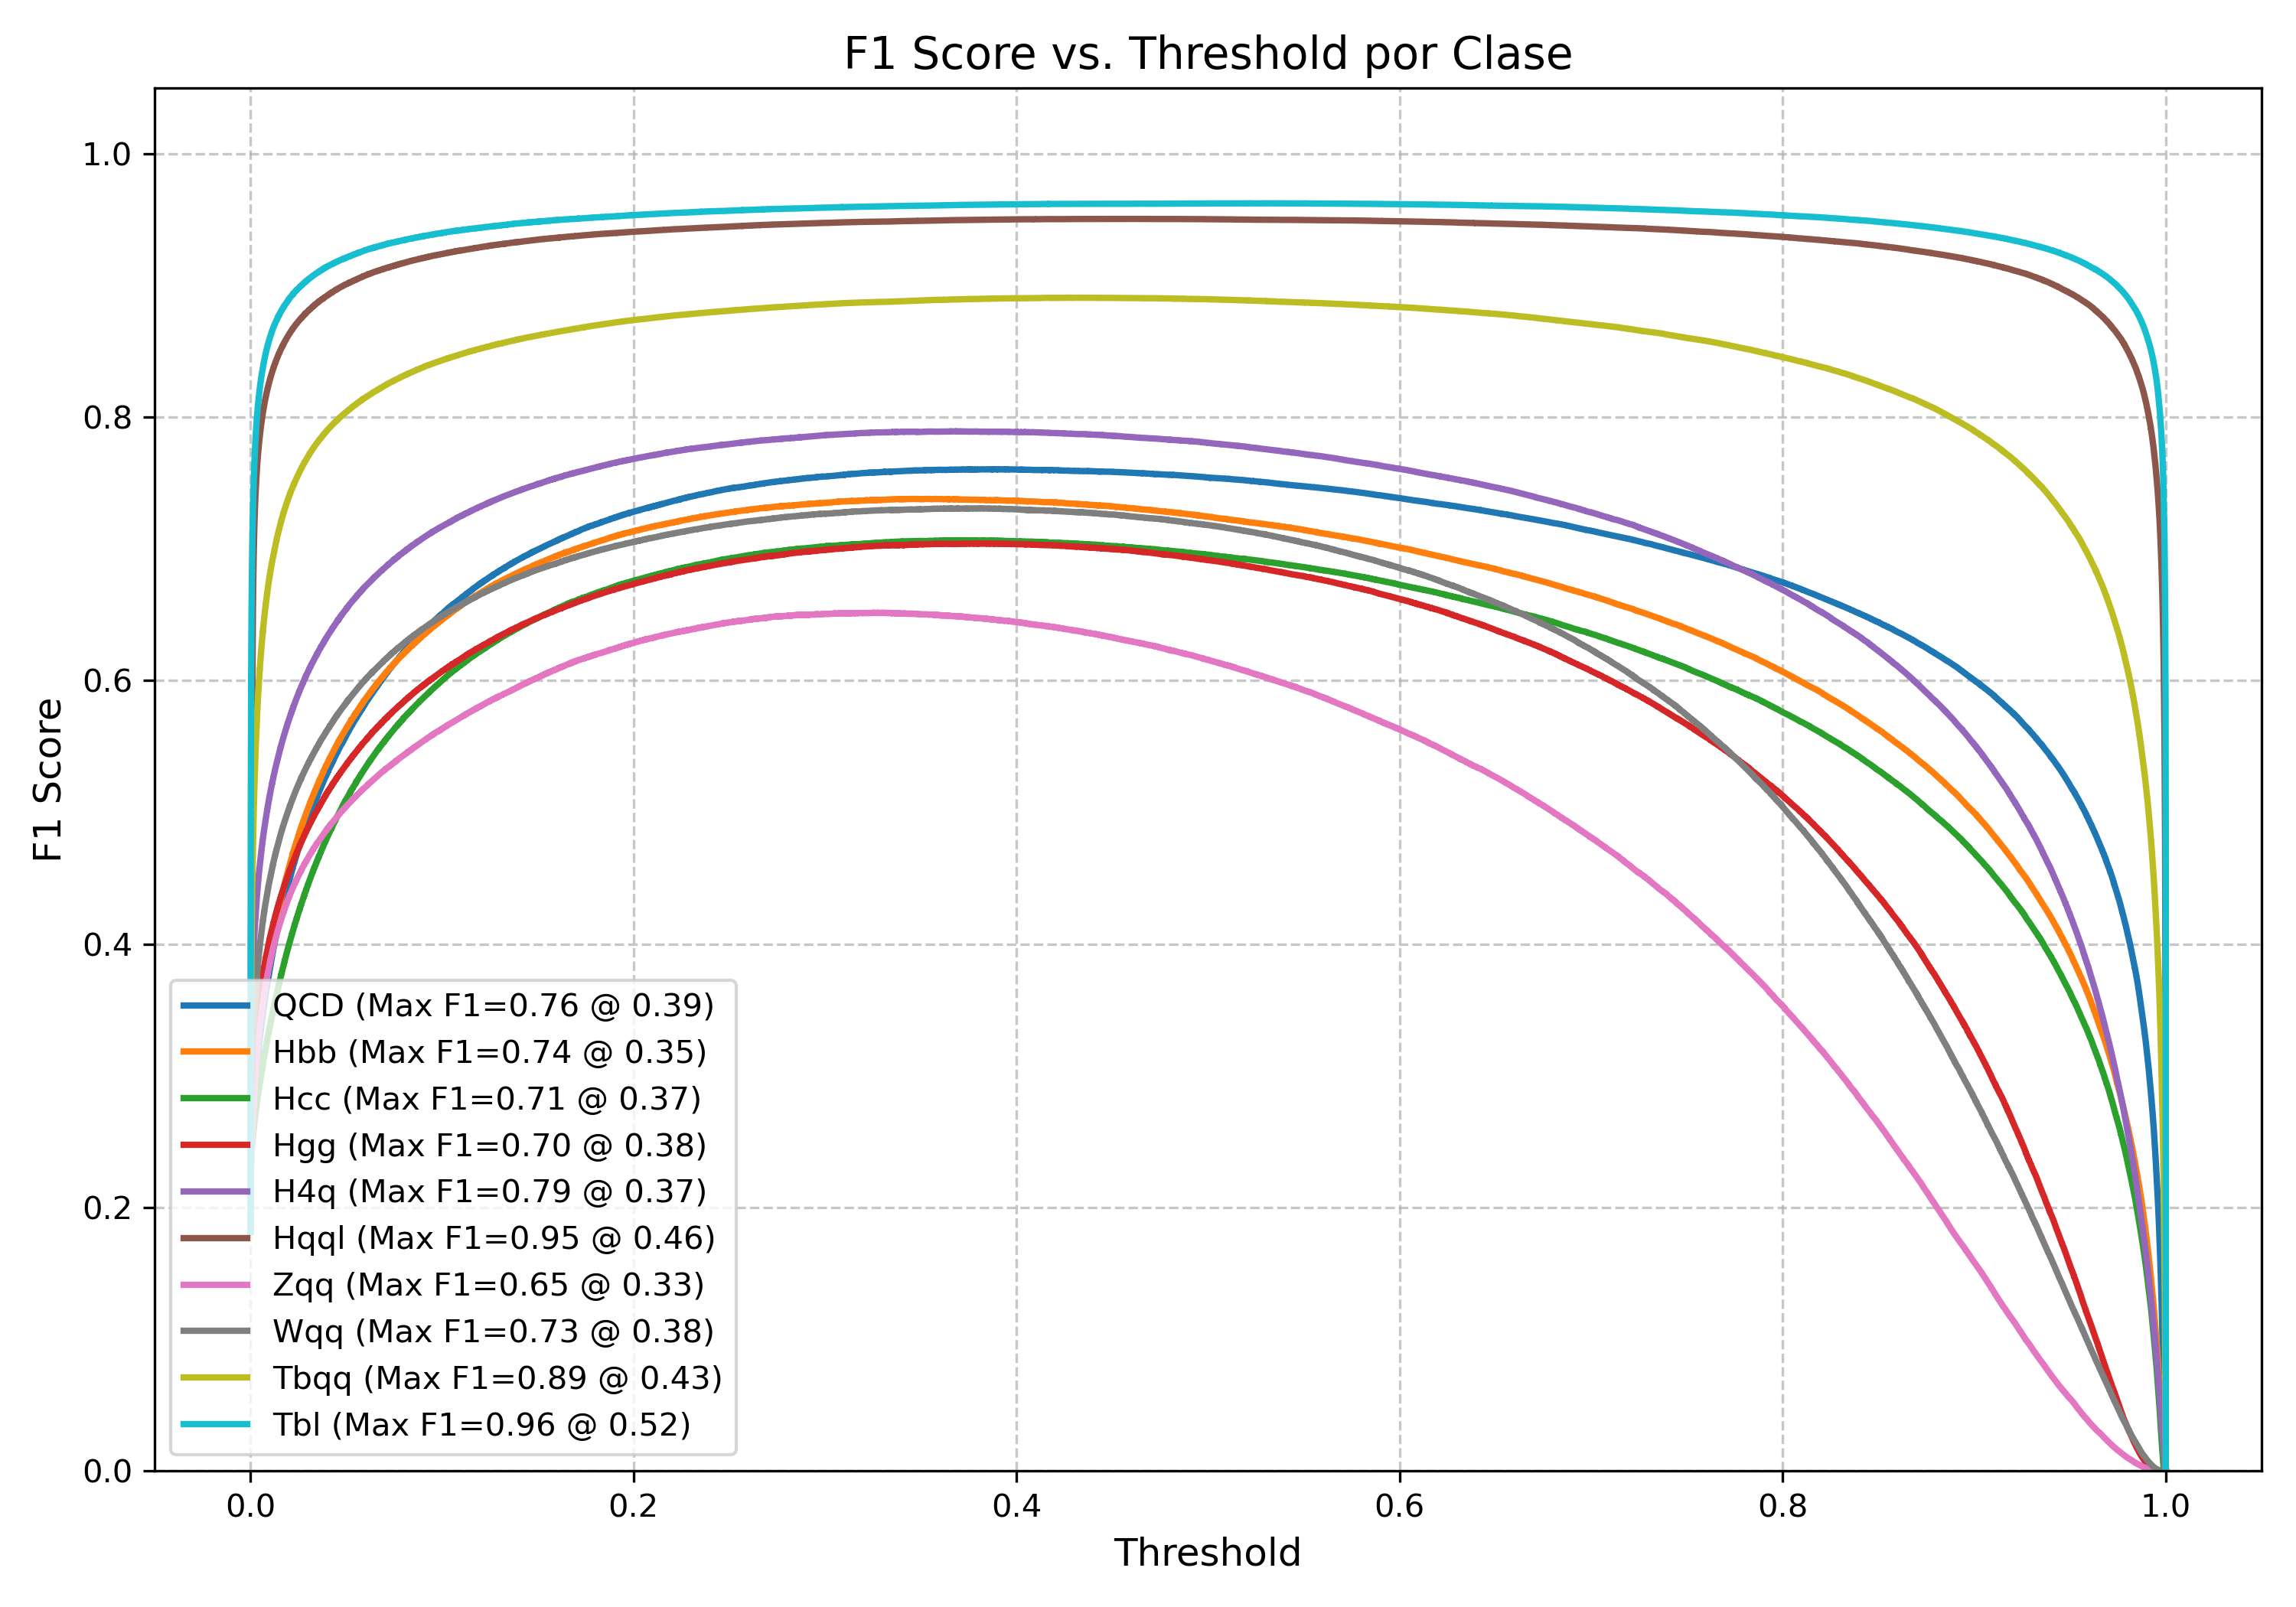 F1 Score vs. Threshold por Clase
F1 Score
1.0
0.8
0.6
0.4
0.2
0.0
QCD (Max F1=0.76 @ 0.39)
Hbb (Max F1=0.74 @ 0.35)
Hcc (Max F1=0.71 @ 0.37)
Hgg (Max F1=0.70 @ 0.38)
H4q (Max F1=0.79 @ 0.37)
Hqql (Max F1=0.95 @ 0.46)
Zqq (Max F1=0.65 @ 0.33)
Wqq (Max F1=0.73 @ 0.38)
Tbqq (Max F1=0.89 @ 0.43)
Tbl (Max F1=0.96 @ 0.52)
0.0 0.2 0.4 0.6 0.8 1.0
Threshold